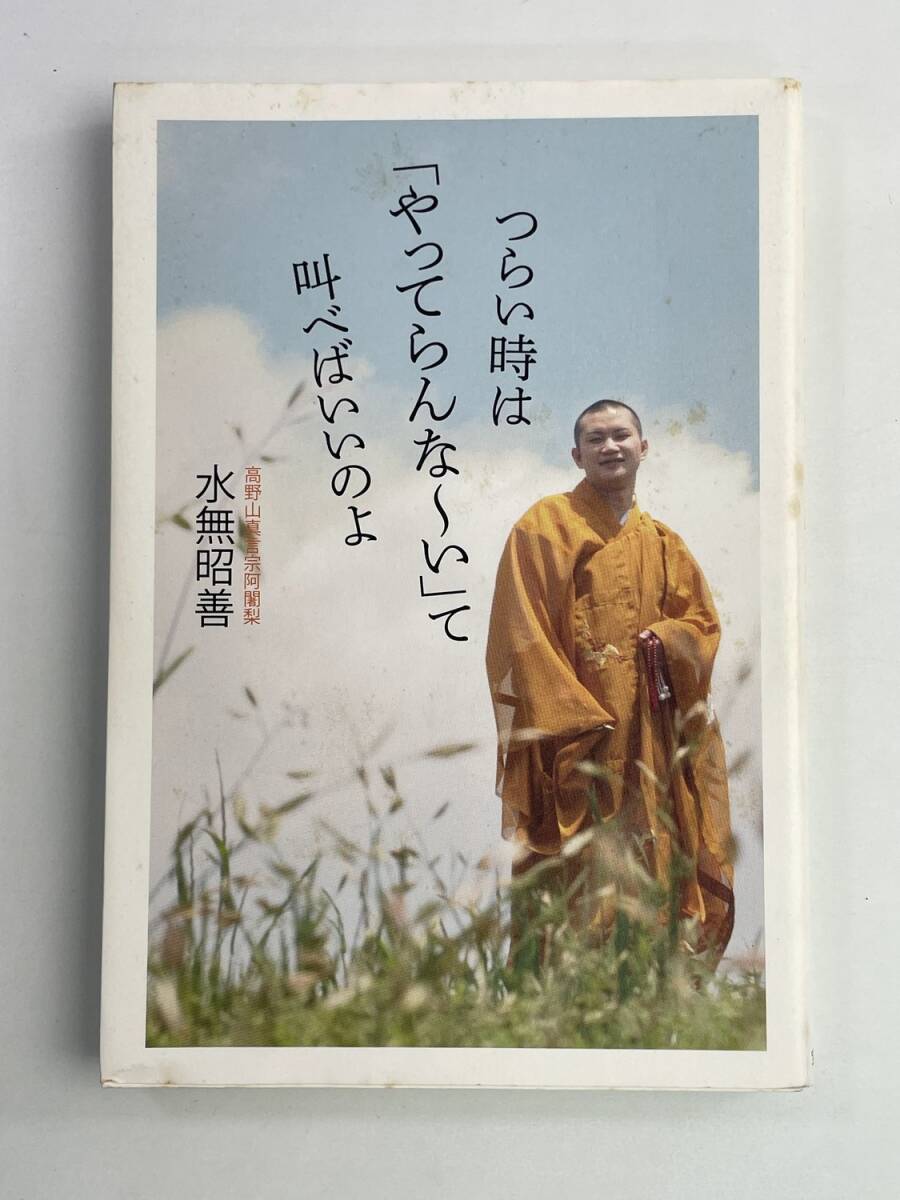 つらい時は
「やってらんな〜い」て
叫べばいいのよ
高野山真言宗阿闍梨
水無昭善